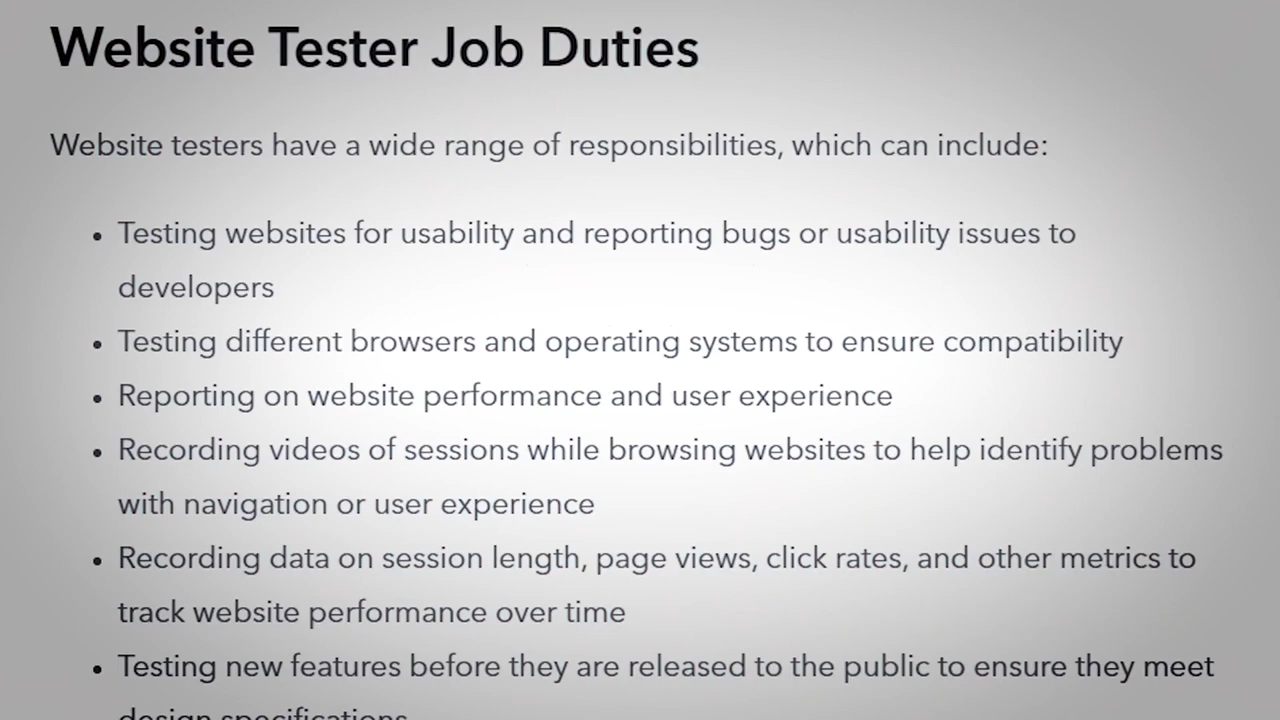 Website Tester Job Duties
Website testers have a wide range of responsibilities, which can include:
• Testing websites for usability and reporting bugs or usability issues to
developers
• Testing different browsers and operating systems to ensure compatibility
• Reporting on website performance and user experience
• Recording videos of sessions while browsing websites to help identify problems
with navigation or user experience
• Recording data on session length, page views, click rates, and other metrics to
track website performance over time
• Testing new features before they are released to the public to ensure they meet
design specifications